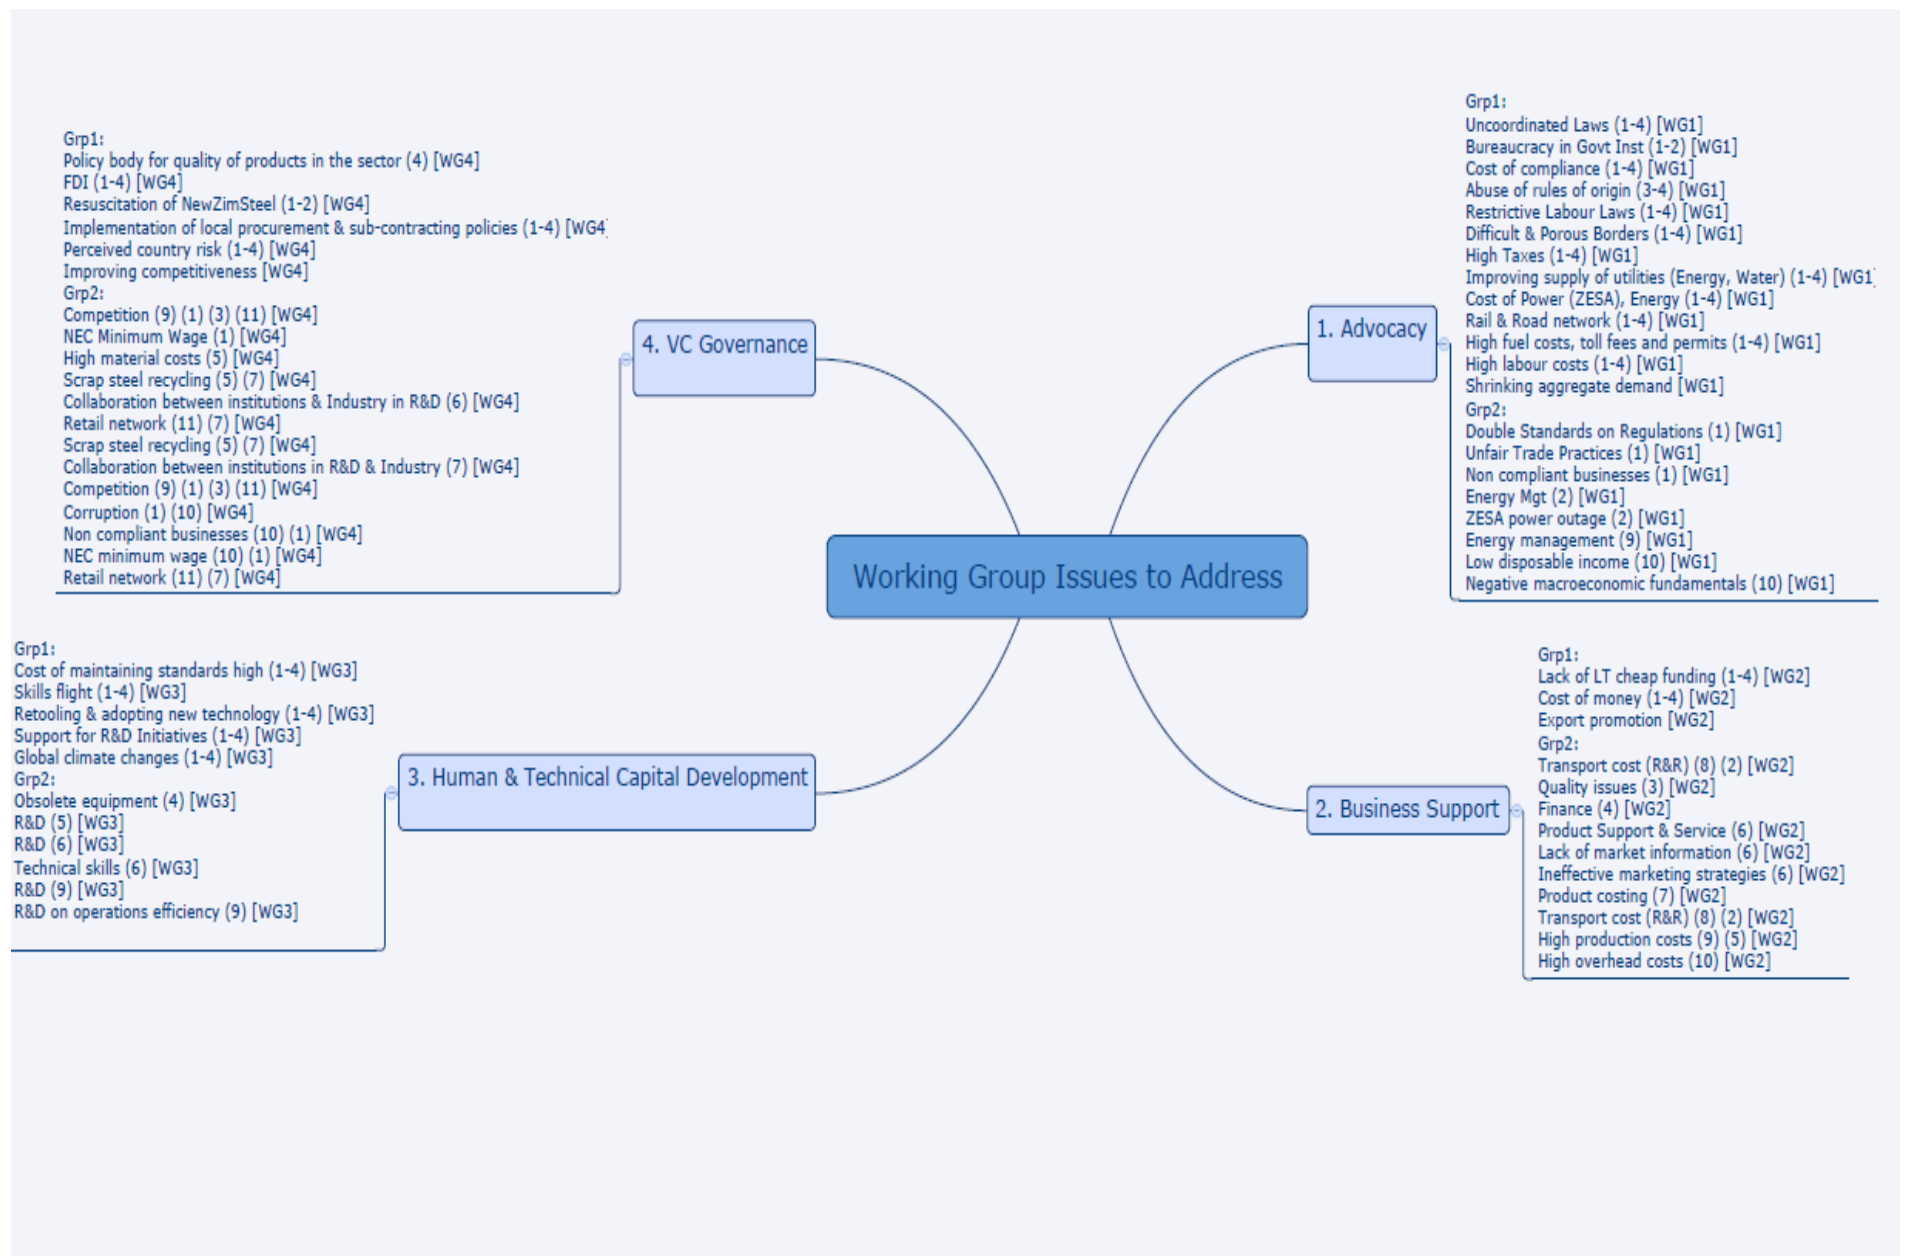 Working Group Issues to Address
1. Advocacy
Grp1:
Uncoordinated Laws (1-4) [WG1]
Bureaucracy in Govt Inst (1-2) [WG1]
Cost of compliance (1-4) [WG1]
Abuse of rules of origin (3-4) [WG1]
Restrictive Labour Laws (1-4) [WG1]
Difficult & Porous Borders (1-4) [WG1]
High Taxes (1-4) [WG1]
Improving supply of utilities (Energy, Water) (1-4) [WG1
Cost of Power (ZESA), Energy (1-4) [WG1]
Rail & Road network (1-4) [WG1]
High fuel costs, toll fees and permits (1-4) [WG1]
High labour costs (1-4) [WG1]
Shrinking aggregate demand [WG1]
Grp2:
Double Standards on Regulations (1) [WG1]
Unfair Trade Practices (1) [WG1]
Non compliant businesses (1) [WG1]
Energy Mgt (2) [WG1]
ZESA power outage (2) [WG1]
Energy management (9) [WG1]
Low disposable income (10) [WG1]
Negative macroeconomic fundamentals (10) [WG1]
2. Business Support
Grp1:
Lack of LT cheap funding (1-4) [WG2]
Cost of money (1-4) [WG2]
Export promotion [WG2]
Grp2:
Transport cost (R&R) (8) (2) [WG2]
Quality issues (3) [WG2]
Finance (4) [WG2]
Product Support & Service (6) [WG2]
Lack of market information (6) [WG2]
Ineffective marketing strategies (6) [WG2]
Product costing (7) [WG2]
Transport cost (R&R) (8) (2) [WG2]
High production costs (9) (5) [WG2]
High overhead costs (10) [WG2]
3. Human & Technical Capital Development
Grp1:
Cost of maintaining standards high (1-4) [WG3]
Skills flight (1-4) [WG3]
Retooling & adopting new technology (1-4) [WG3]
Support for R&D Initiatives (1-4) [WG3]
Global climate changes (1-4) [WG3]
Grp2:
Obsolete equipment (4) [WG3]
R&D (5) [WG3]
R&D (6) [WG3]
Technical skills (6) [WG3]
R&D (9) [WG3]
R&D on operations efficiency (9) [WG3]
4. VC Governance
Grp1:
Policy body for quality of products in the sector (4) [WG4]
FDI (1-4) [WG4]
Resuscitation of NewZimSteel (1-2) [WG4]
Implementation of local procurement & sub-contracting policies (1-4) [WG4
Perceived country risk (1-4) [WG4]
Improving competitiveness [WG4]
Grp2:
Competition (9) (1) (3) (11) [WG4]
NEC Minimum Wage (1) [WG4]
High material costs (5) [WG4]
Scrap steel recycling (5) (7) [WG4]
Collaboration between institutions & Industry in R&D (6) [WG4]
Retail network (11) (7) [WG4]
Scrap steel recycling (5) (7) [WG4]
Collaboration between institutions in R&D & Industry (7) [WG4]
Competition (9) (1) (3) (11) [WG4]
Corruption (1) (10) [WG4]
Non compliant businesses (10) (1) [WG4]
NEC minimum wage (10) (1) [WG4]
Retail network (11) (7) [WG4]